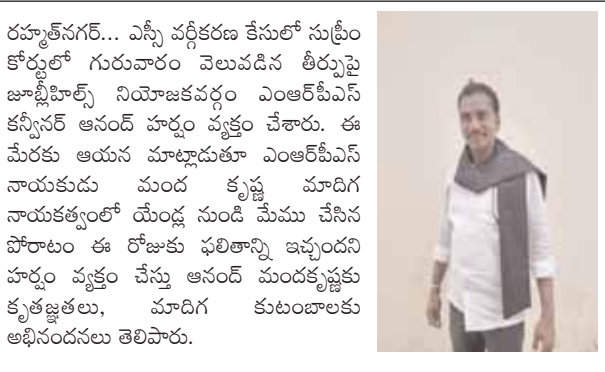 రహ్మత్‌నగర్... ఎస్సీ వర్గీకరణ కేసులో సుప్రీం
కోర్టులో గురువారం వెలువడిన తీర్పుపై
జూబ్లీహిల్స్ నియోజకవర్గం ఎంఆర్‌పీఎస్
కన్వీనర్ ఆనంద్ హర్షం వ్యక్తం చేశారు. ఈ
మేరకు ఆయన మాట్లాడుతూ ఎంఆర్‌పీఎస్
నాయకుడు మంద కృష్ణ మాదిగ
నాయకత్వంలో యేండ్ల నుండి మేము చేసిన
పోరాటం ఈ రోజుకు ఫలితాన్ని ఇచ్చందని
హర్షం వ్యక్తం చేస్తు ఆనంద్ మందకృష్ణకు
కృతజ్ఞతలు, మాదిగ కుటంబాలకు
అభినందనలు తెలిపారు.